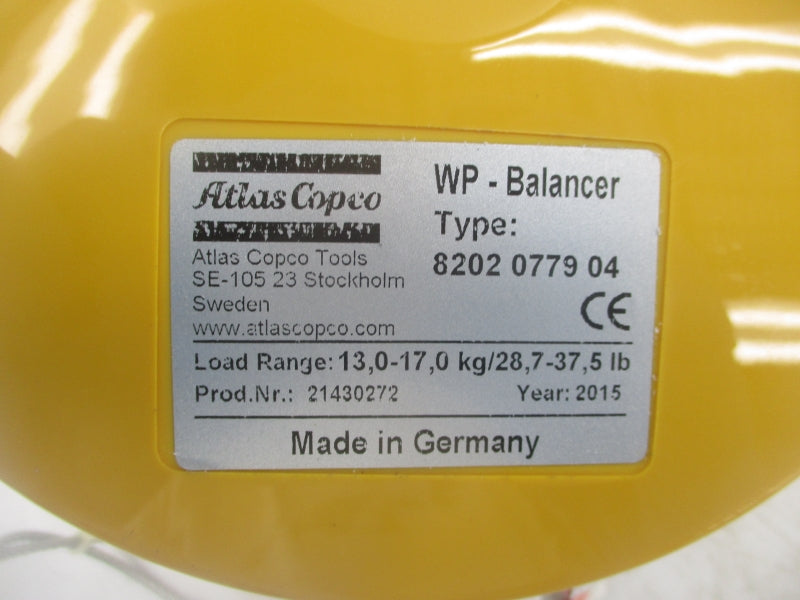 Atlas Copco
Atlas Copco Tools
SE-105 23 Stockholm
Sweden
www.atlascopco.com
WP - Balancer
Type:
8202 0779 04
CE
Load Range: 13,0-17,0 kg/28,7-37,5 lb
Prod.Nr.: 21430272 Year: 2015
Made in Germany